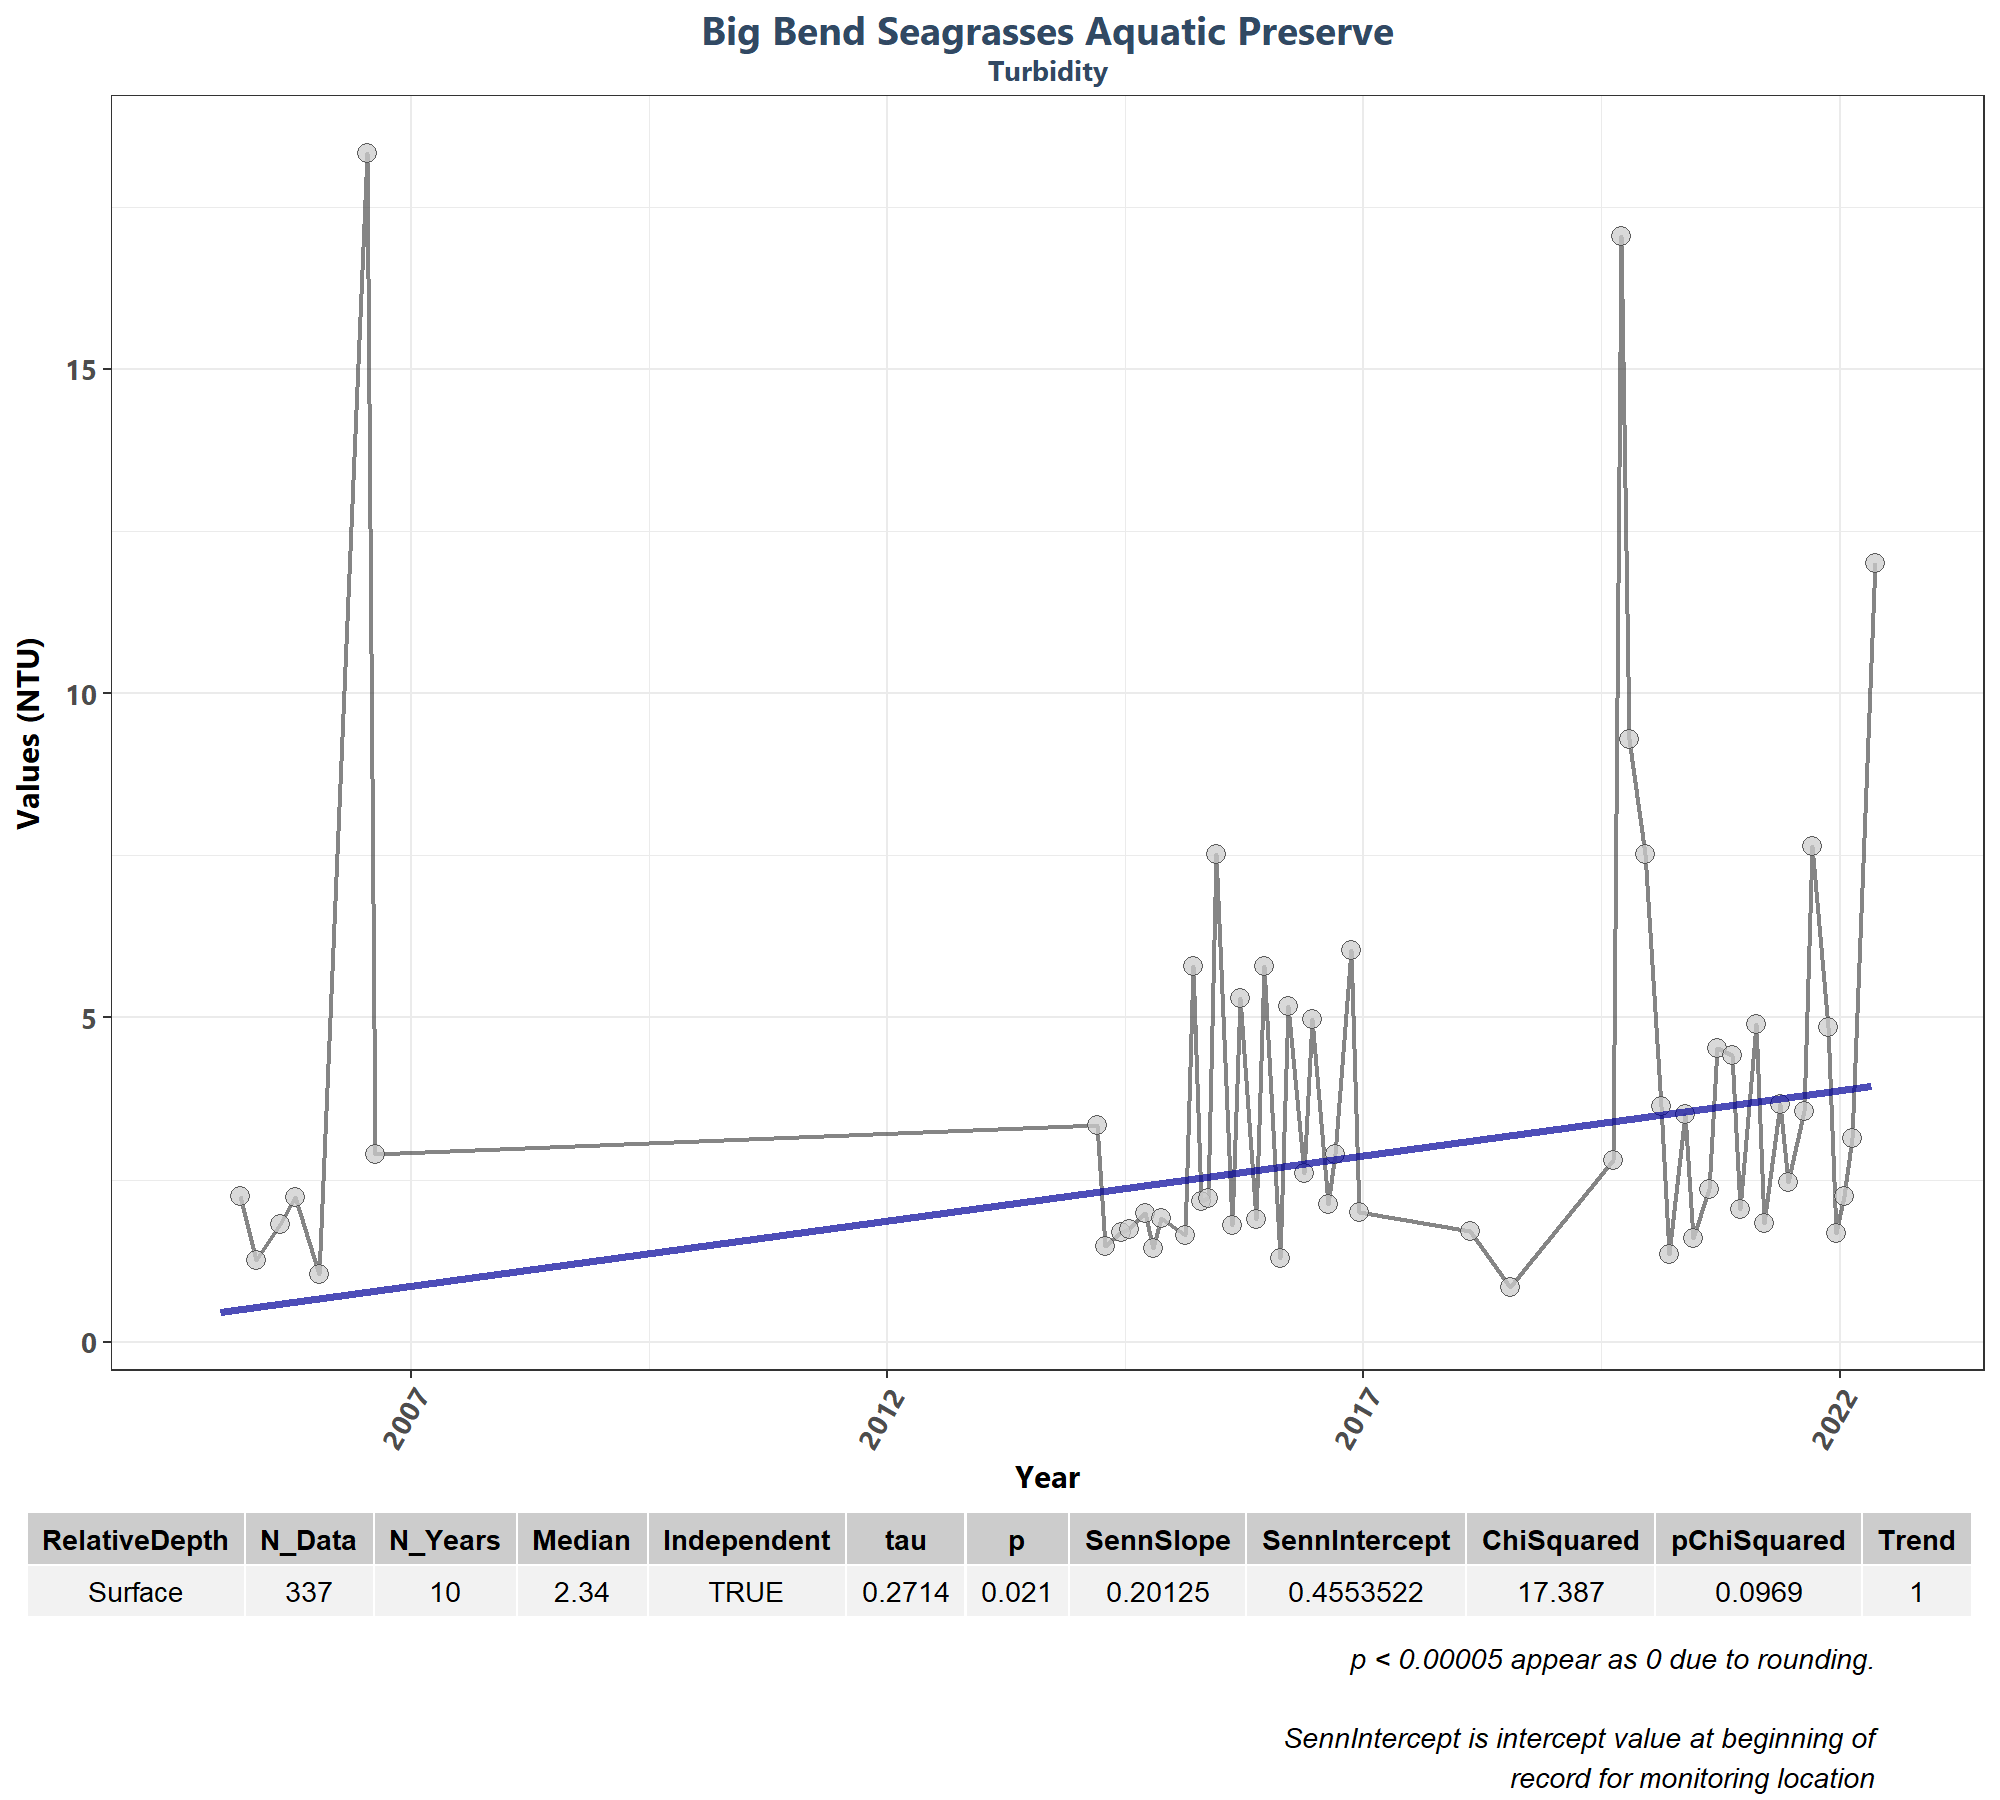 Big Bend Seagrasses Aquatic Preserve
Turbidity
Values (NTU)
15
10
5
0
2007 2012 2017 2022
Year
RelativeDepth N_Data N_Years Median Independent tau p SennSlope SennIntercept ChiSquared pChiSquared Trend
Surface 337 10 2.34 TRUE 0.2714 0.021 0.20125 0.4553522 17.387 0.0969 1
p < 0.00005 appear as 0 due to rounding.
SennIntercept is intercept value at beginning of
record for monitoring location